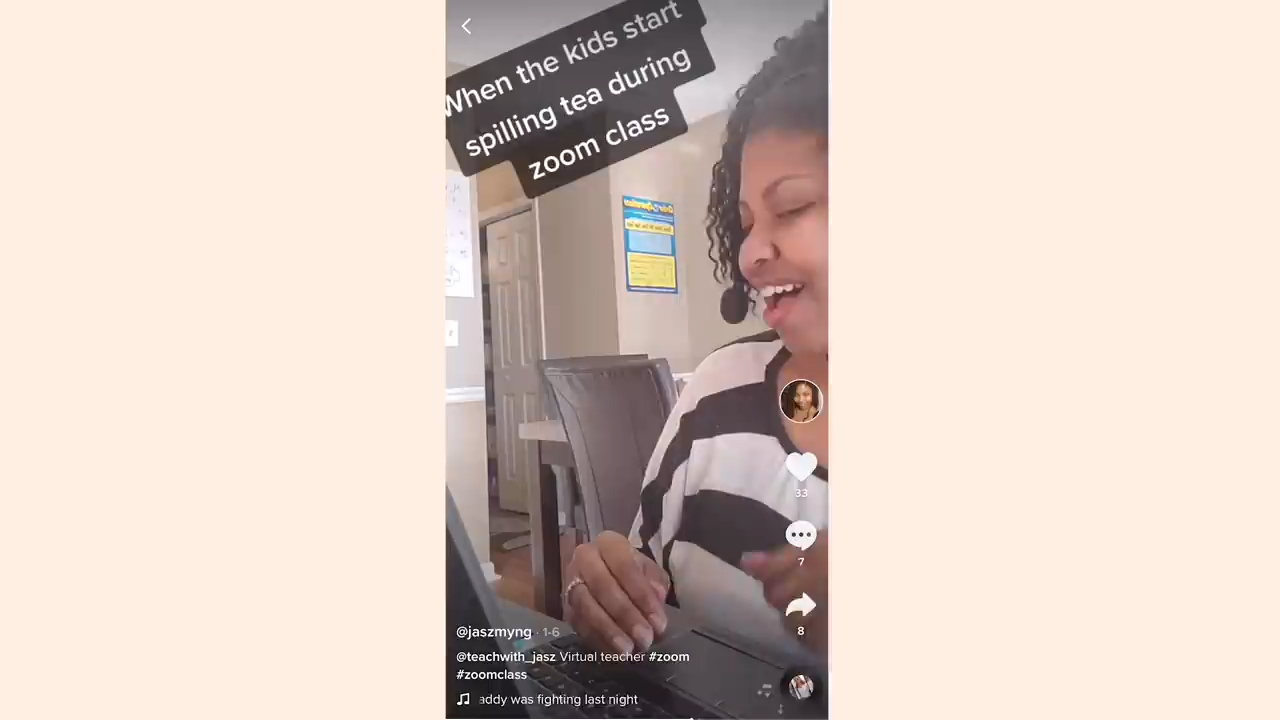 When the kids start
spilling tea during
zoom class
33
7
8
@jaszmyng · 1-6
@teachwith_jasz Virtual teacher #zoom
#zoomclass
addy was fighting last night